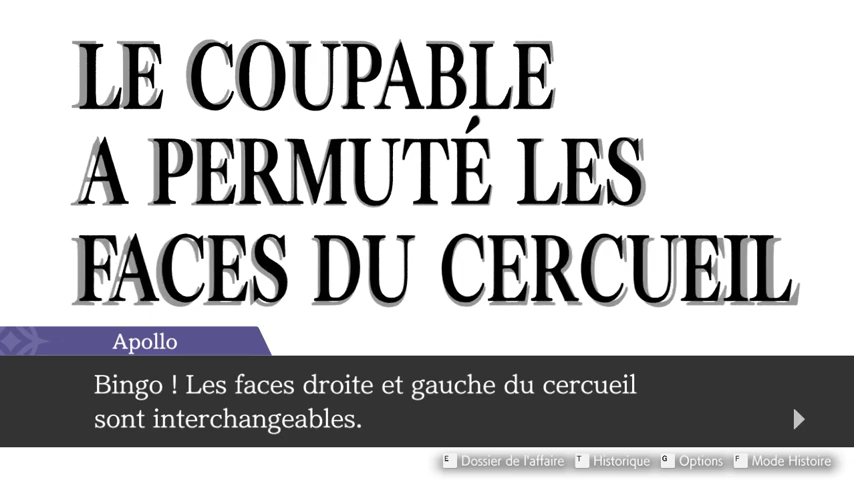 LE COUPABLE
A PERMUTÉ LES
FACES DU CERCUEIL
Apollo
Bingo ! Les faces droite et gauche du cercueil
sont interchangeables.
E Dossier de l'affaire T Historique G Options F Mode Histoire